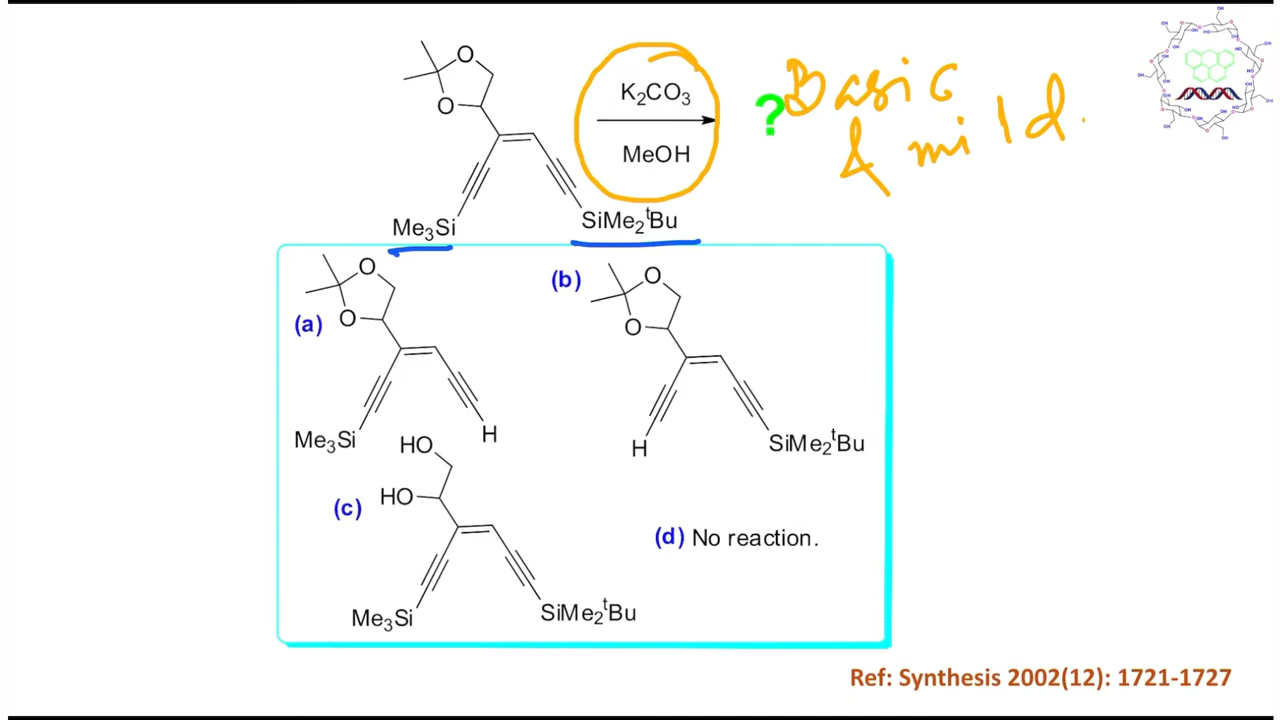 O
O
K2CO3
MeOH
?
Basic
& mild.
Me3Si
SiMe2tBu
(a)
O
O
Me3Si
H
(b)
O
O
H
SiMe2tBu
(c)
HO
HO
Me3Si
SiMe2tBu
(d) No reaction.
Ref: Synthesis 2002(12): 1721-1727